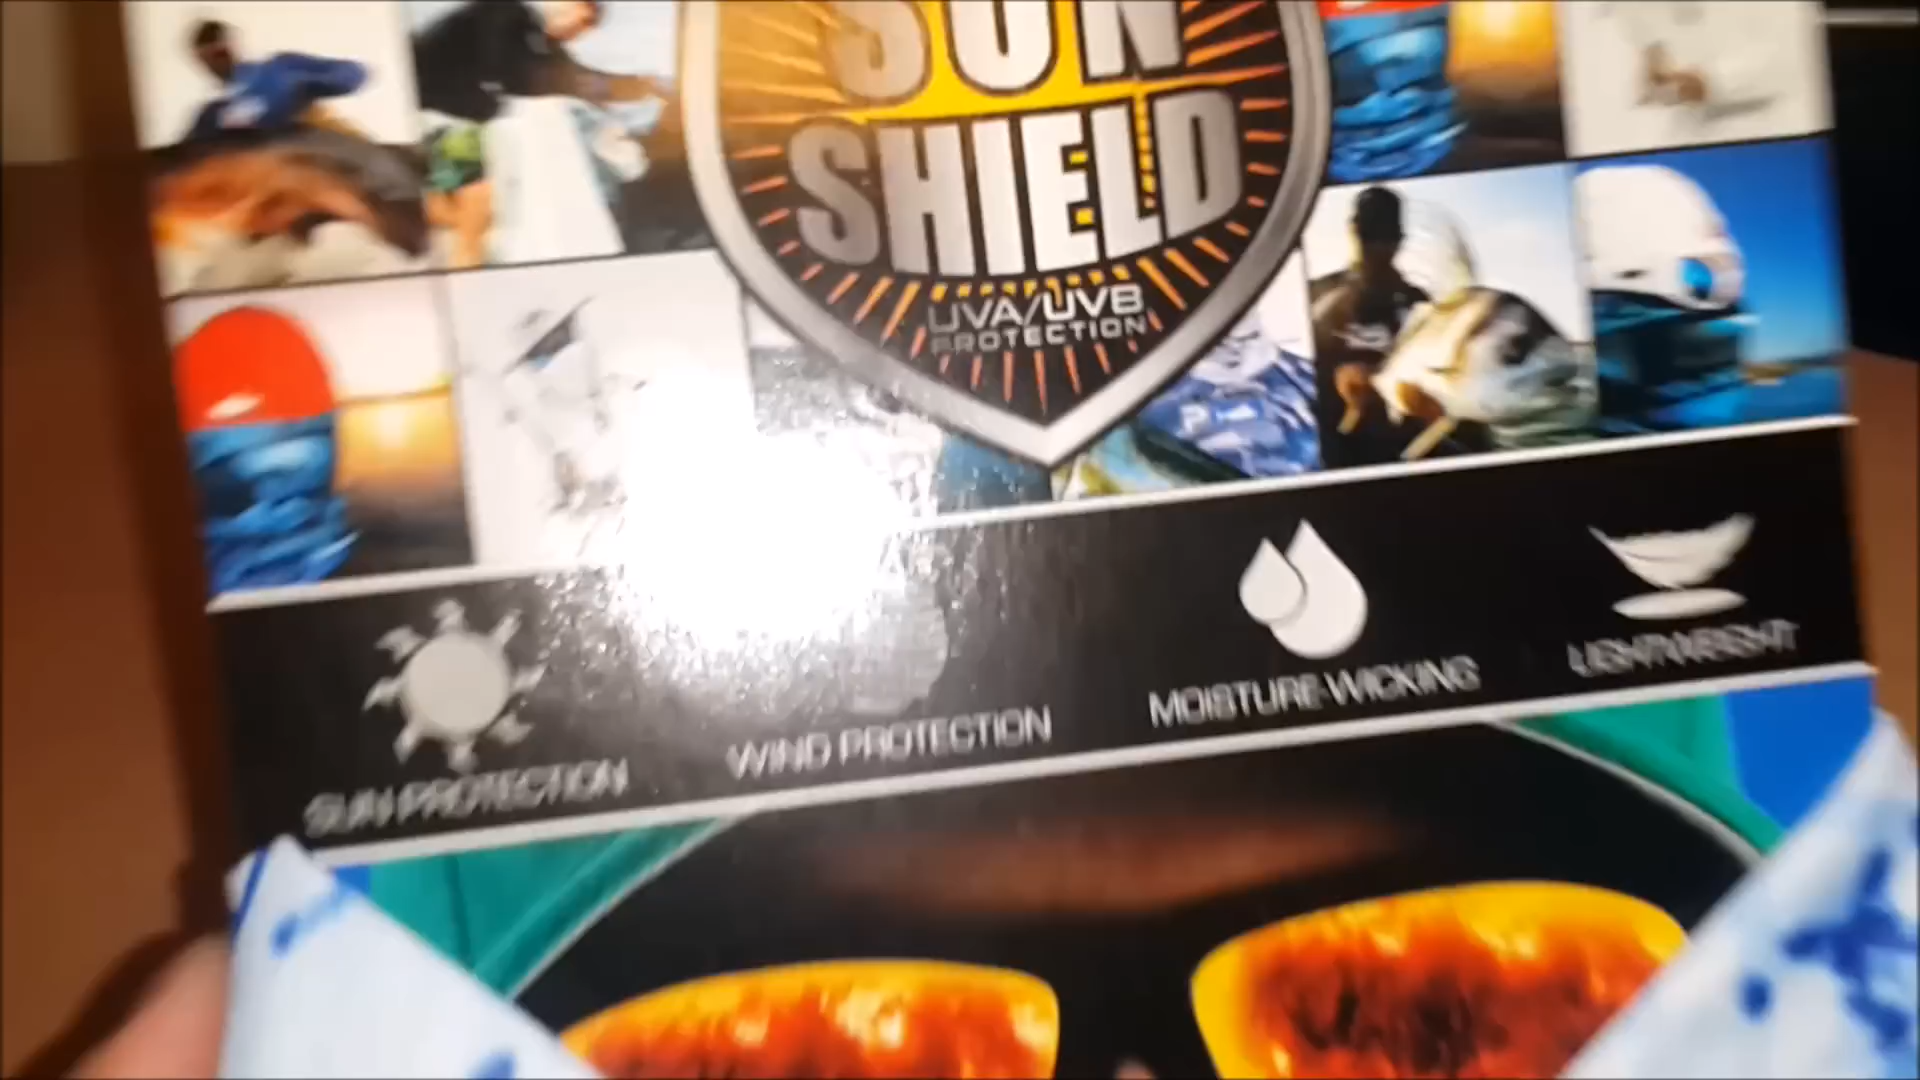 SUN
SHIELD
UVA/UVB
PROTECTION
SUN PROTECTION
WIND PROTECTION
MOISTURE-WICKING
LIGHTWEIGHT